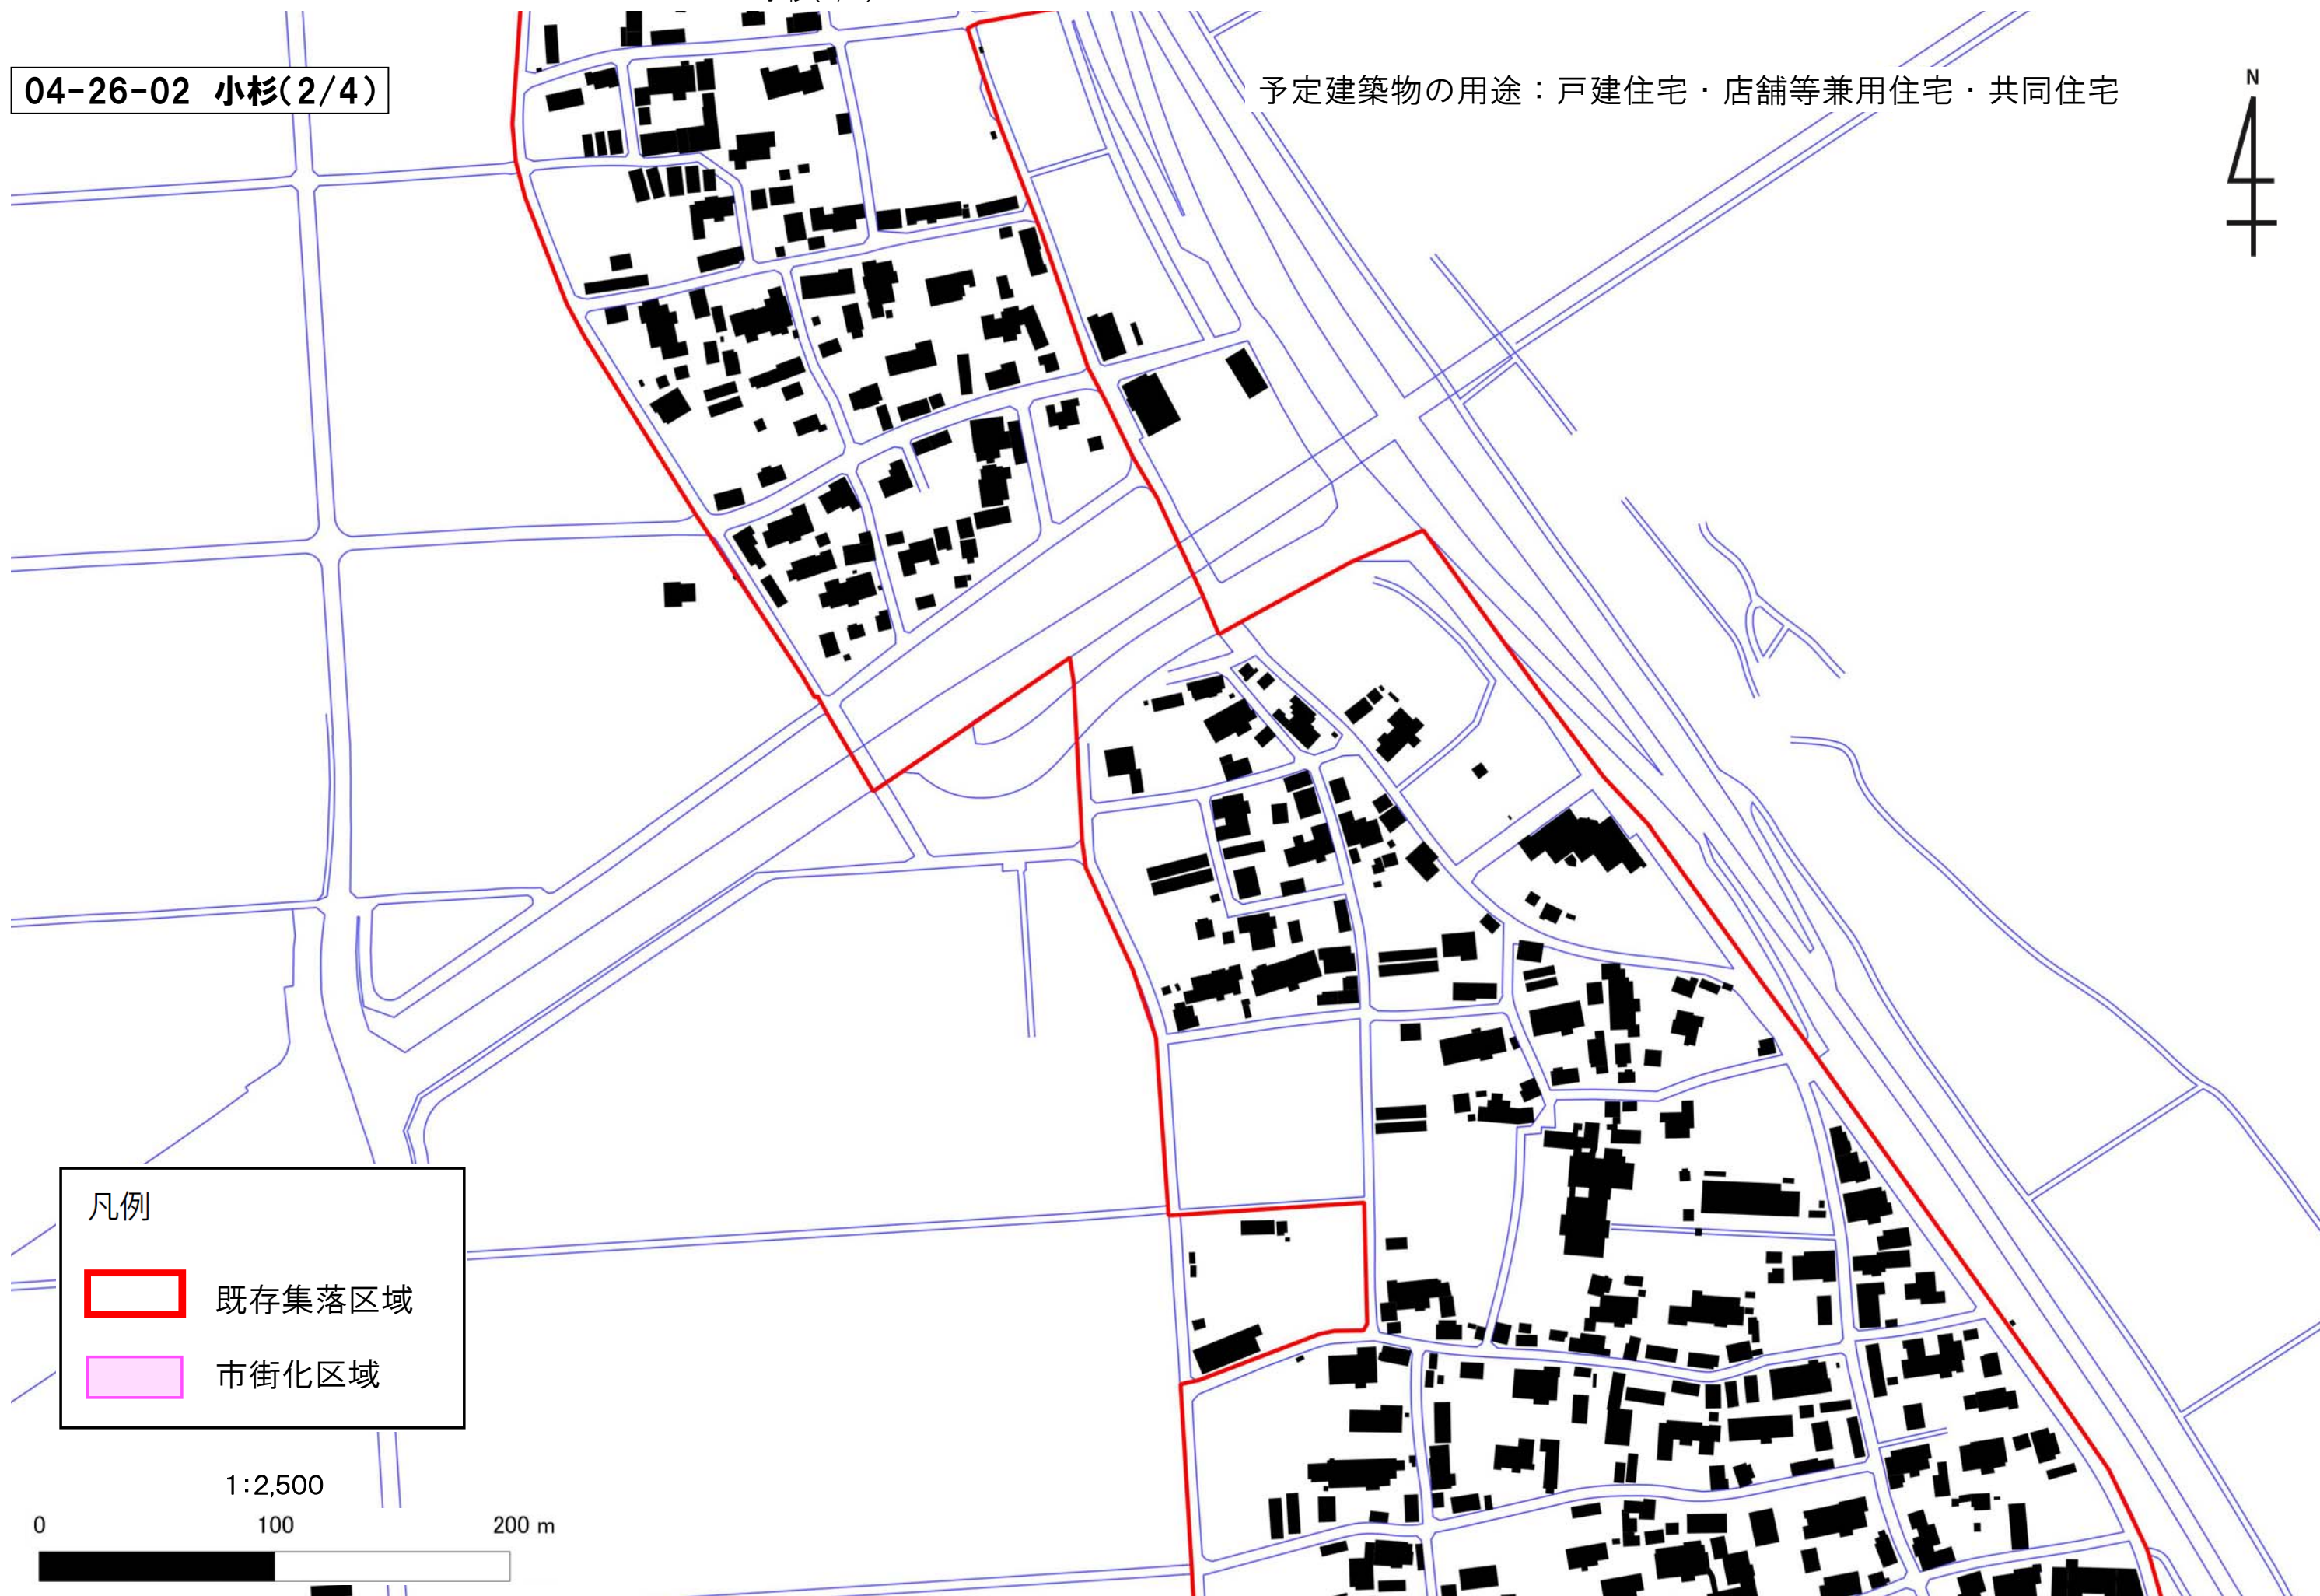 04-26-02 小杉(2/4)
予定建築物の用途：戸建住宅・店舗等兼用住宅・共同住宅
N
凡例
既存集落区域
市街化区域
1:2,500
0 100 200 m